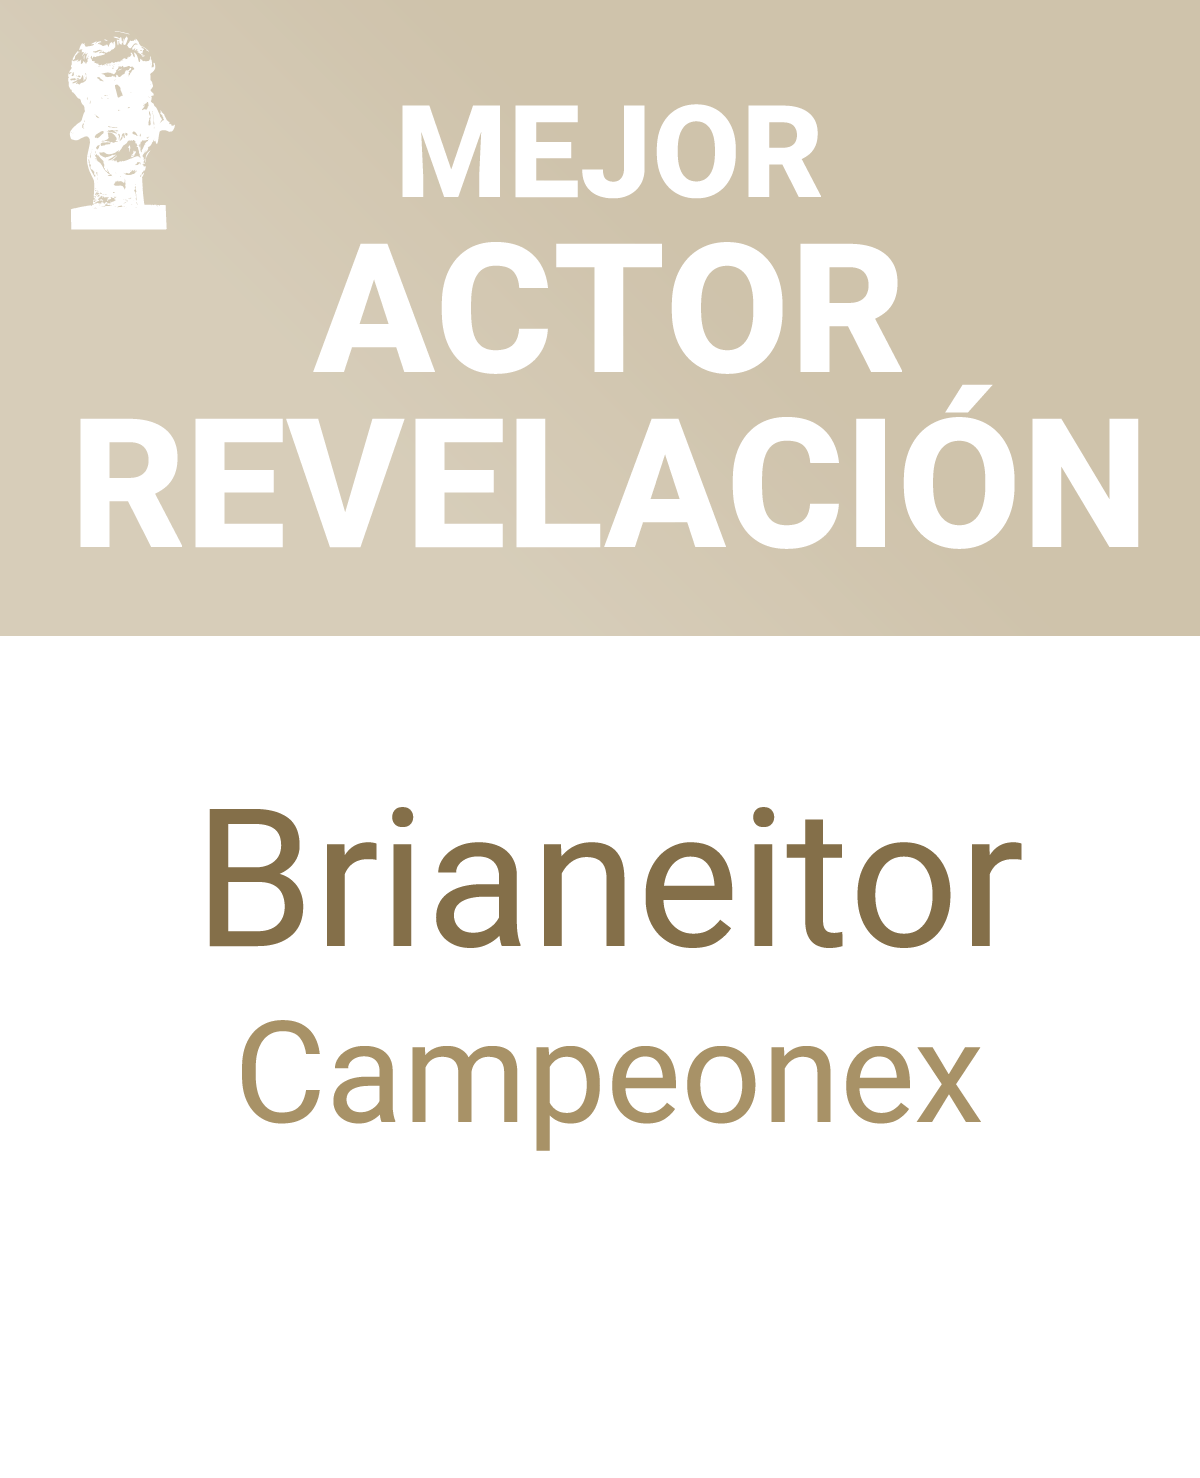 MEJOR
ACTOR
REVELACIÓN
Brianeitor
Campeonex